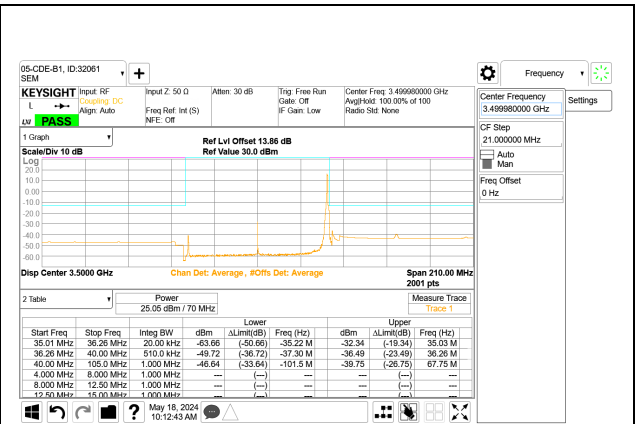 05-CDE-B1, ID:32061
SEM
Frequency
KEYSIGHT Input: RF Input Z: 50 Ω Atten: 30 dB Trig: Free Run Center Freq: 3.499980000 GHz
L Coupling: DC Gate: Off Avg|Hold: 100.00% of 100
Align: Auto Freq Ref: Int (S) IF Gain: Low Radio Std: None
PASS NFE: Off
Center Frequency
3.499980000 GHz
Settings
CF Step
21.000000 MHz
Auto
Man
Freq Offset
0 Hz
1 Graph
Ref Lvl Offset 13.86 dB
Scale/Div 10 dB Ref Value 30.0 dBm
Log
20.0
10.0
0.00
-10.0
-20.0
-30.0
-40.0
-50.0
-60.0
Disp Center 3.5000 GHz Chan Det: Average, #Offs Det: Average Span 210.00 MHz
2001 pts
2 Table Power Measure Trace
25.05 dBm / 70 MHz Trace 1
Lower Upper
Start Freq Stop Freq Integ BW dBm ΔLimit(dB) Freq (Hz) dBm ΔLimit(dB) Freq (Hz)
35.01 MHz 36.26 MHz 20.00 kHz -63.66 (-50.66) -35.22 M -32.34 (-19.34) 35.03 M
36.26 MHz 40.00 MHz 510.0 kHz -49.72 (-36.72) -37.30 M -36.49 (-23.49) 36.26 M
40.00 MHz 105.0 MHz 1.000 MHz -46.64 (-33.64) -101.5 M -39.75 (-26.75) 67.75 M
4.000 MHz 8.000 MHz 1.000 MHz --- (---) --- --- (---) ---
8.000 MHz 12.50 MHz 1.000 MHz --- (---) --- --- (---) ---
12.50 MHz 15.00 MHz 1.000 MHz --- (---) --- --- (---) ---
? May 18, 2024
10:12:43 AM